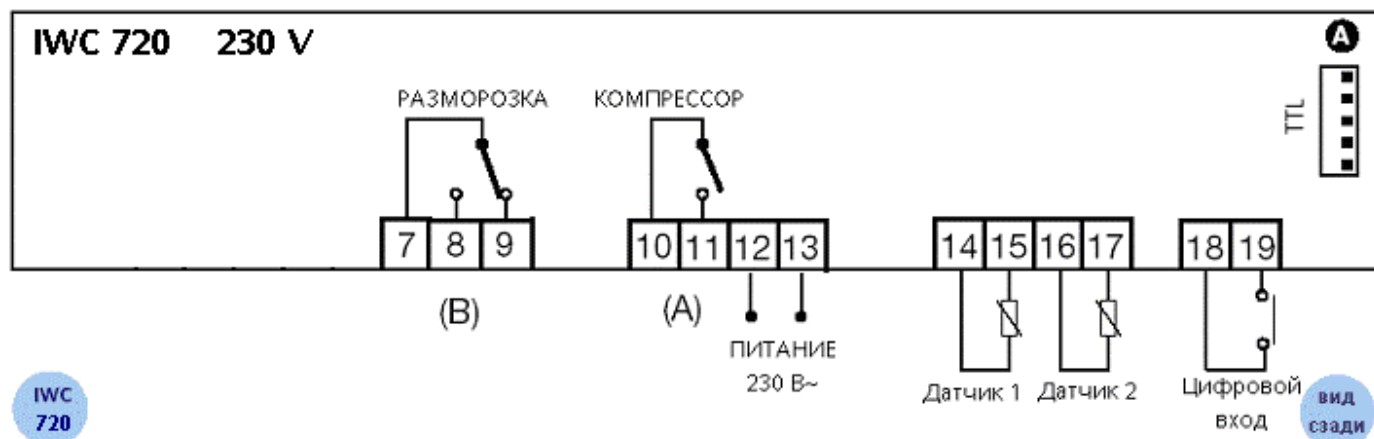 IWC 720 230 V
A
РАЗМОРОЗКА КОМПРЕССОР
TTL
7 8 9 10 11 12 13 14 15 16 17 18 19
(B) (A)
ПИТАНИЕ
230 В~
Датчик 1 Датчик 2 Цифровой
вход
IWC
720
вид
сзади